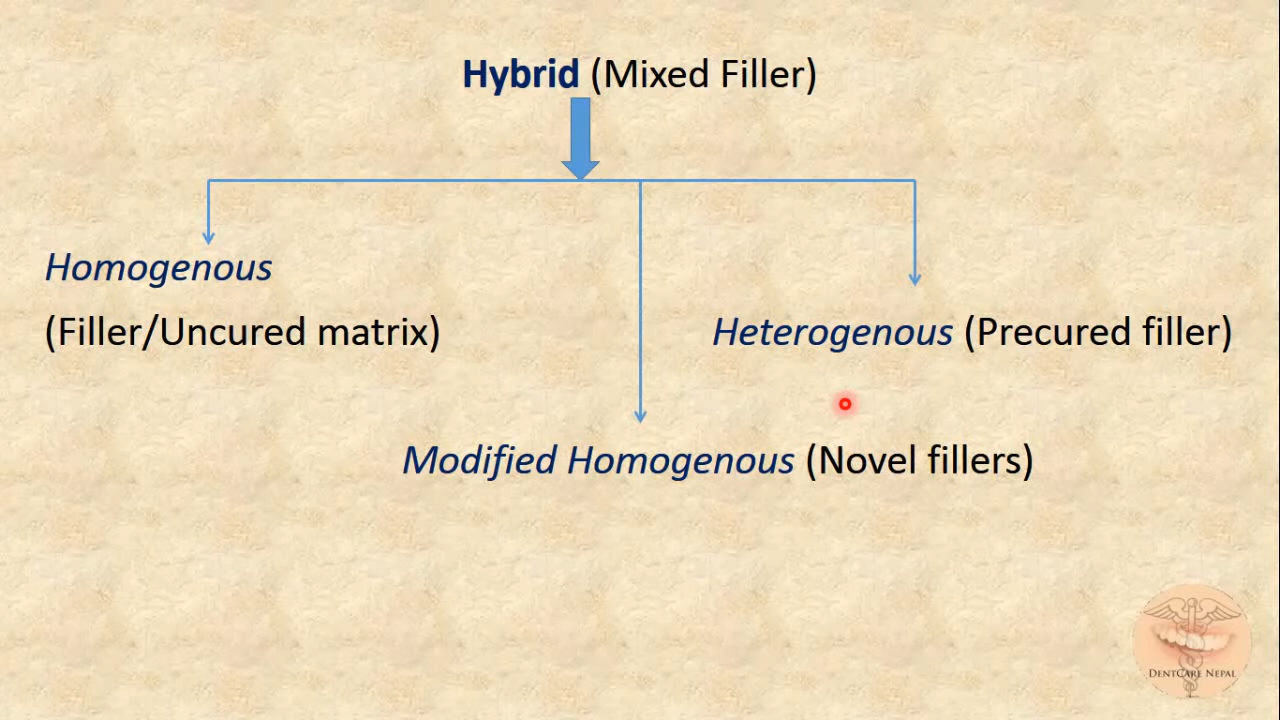 Hybrid (Mixed Filler)
Homogenous
(Filler/Uncured matrix)
Heterogenous (Precured filler)
Modified Homogenous (Novel fillers)
DENTCARE NEPAL